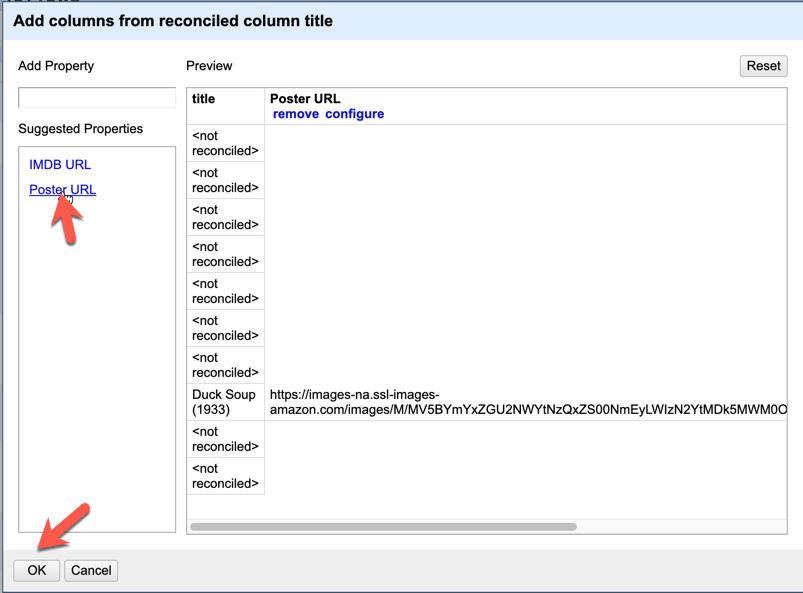 Add columns from reconciled column title
Add Property
Preview
Reset
Suggested Properties
IMDB URL
Poster URL
title
Poster URL
remove configure
<not
reconciled>
<not
reconciled>
<not
reconciled>
<not
reconciled>
<not
reconciled>
<not
reconciled>
<not
reconciled>
Duck Soup
(1933)
https://images-na.ssl-images-
amazon.com/images/M/MV5BYmYxZGU2NWYtNzQxZS00NmEyLWIzN2YtMDk5MWM0O
<not
reconciled>
<not
reconciled>
OK
Cancel